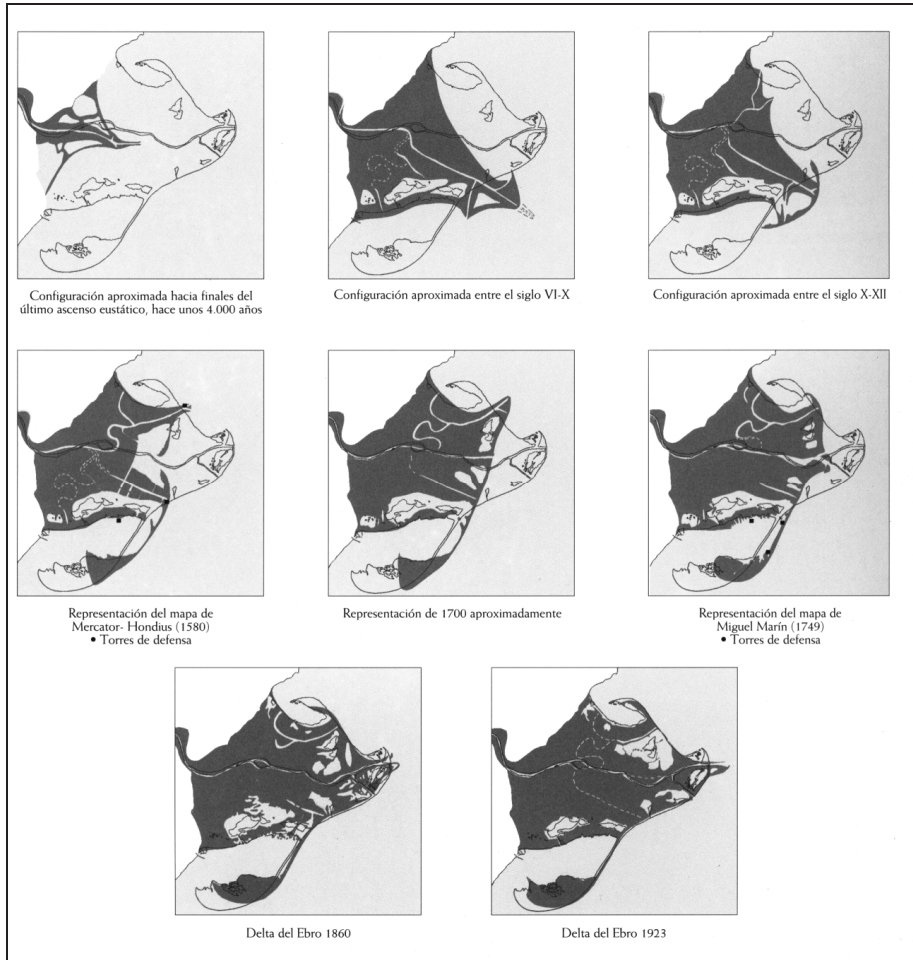 Configuración aproximada hacia finales del
último ascenso eustático, hace unos 4.000 años
Configuración aproximada entre el siglo VI-X
Configuración aproximada entre el siglo X-XII
Representación del mapa de
Mercator- Hondius (1580)
• Torres de defensa
Representación de 1700 aproximadamente
Representación del mapa de
Miguel Marín (1749)
• Torres de defensa
Delta del Ebro 1860
Delta del Ebro 1923